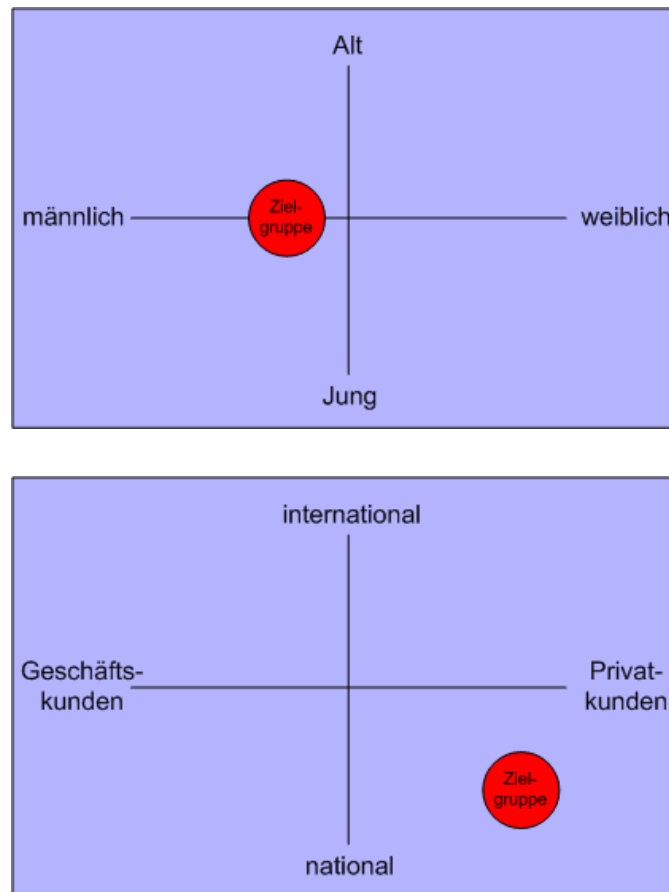 Alt
männlich
Ziel-
gruppe
weiblich
Jung
international
Geschäfts-
kunden
Privat-
kunden
Ziel-
gruppe
national